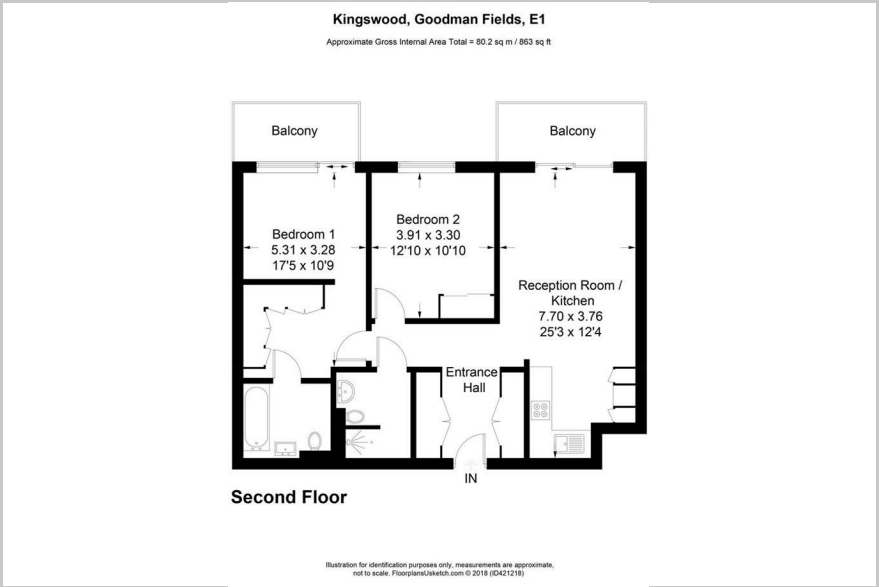 Kingswood, Goodman Fields, E1
Approximate Gross Internal Area Total = 80.2 sq m / 863 sq ft
Balcony
Balcony
Bedroom 1
5.31 x 3.28
17'5 x 10'9
Bedroom 2
3.91 x 3.30
12'10 x 10'10
Reception Room /
Kitchen
7.70 x 3.76
25'3 x 12'4
Entrance
Hall
IN
Second Floor
Illustration for identification purposes only, measurements are approximate,
not to scale. FloorplansUsketch.com © 2018 (ID421218)